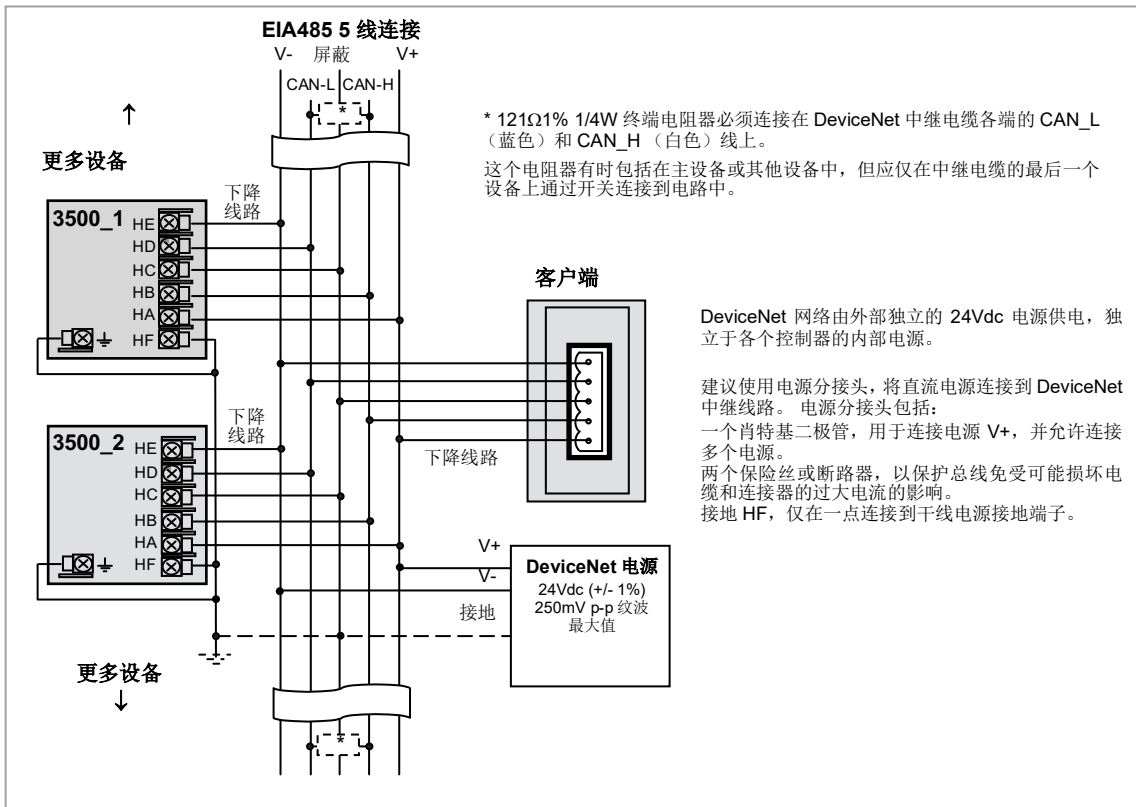 EIA485 5 线连接
V-
屏蔽
V+
CAN-L
CAN-H
*
↑
更多设备
* 121Ω1% 1/4W 终端电阻器必须连接在 DeviceNet 中继电缆各端的 CAN_L
（蓝色）和 CAN_H （白色）线上。
这个电阻器有时包括在主设备或其他设备中，但应仅在中继电缆的最后一个
设备上通过开关连接到电路中。
下降
线路
3500_1
HE
HD
HC
HB
HA
HF
客户端
DeviceNet 网络由外部独立的 24Vdc 电源供电，独
立于各个控制器的内部电源。
建议使用电源分接头，将直流电源连接到 DeviceNet
中继线路。 电源分接头包括：
一个肖特基二极管，用于连接电源 V+，并允许连接
多个电源。
两个保险丝或断路器，以保护总线免受可能损坏电
缆和连接器的过大电流的影响。
接地 HF，仅在一点连接到干线电源接地端子。
下降
线路
3500_2
HE
HD
HC
HB
HA
HF
下降线路
V+
V-
接地
DeviceNet 电源
24Vdc (+/- 1%)
250mV p-p 纹波
最大值
更多设备
↓
*